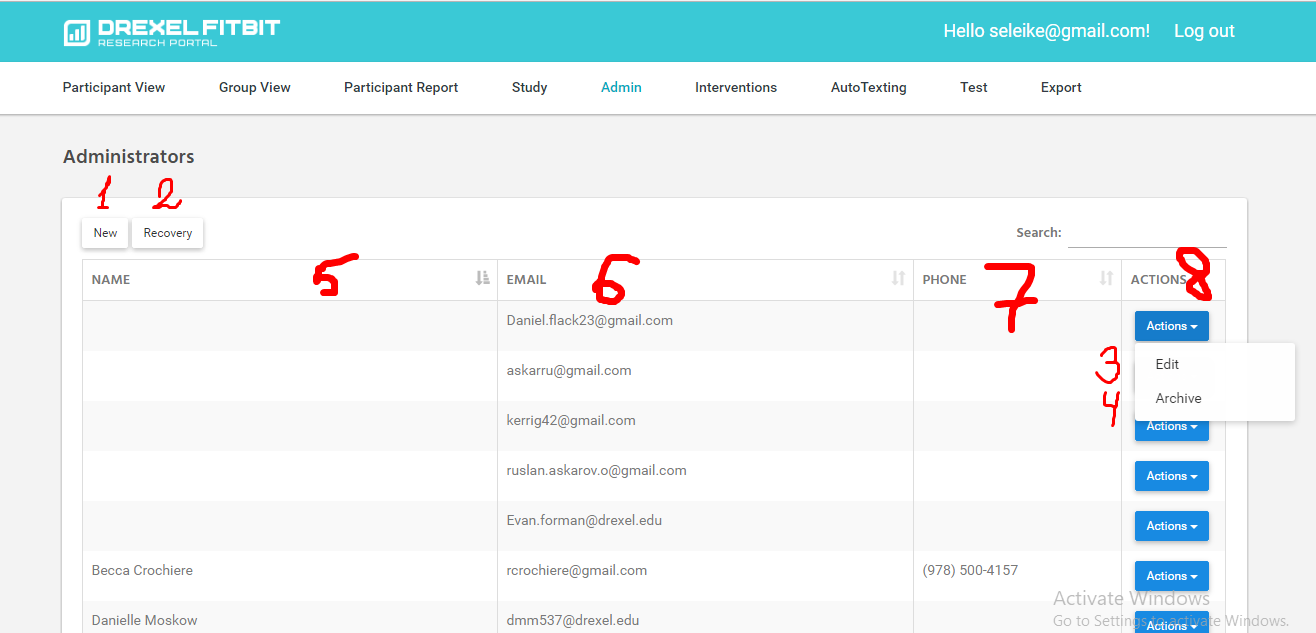 DREXEL FITBIT
RESEARCH PORTAL
Hello seleike@gmail.com! Log out
Participant View Group View Participant Report Study Admin Interventions AutoTexting Test Export
Administrators
1 2
New Recovery
Search:
5 6 7 8
NAME EMAIL PHONE ACTIONS
Daniel.flack23@gmail.com Actions
3 Edit
askarru@gmail.com
4 Archive
kerrig42@gmail.com Actions
ruslan.askarov.o@gmail.com Actions
Evan.forman@drexel.edu Actions
Becca Crochiere rcrochiere@gmail.com (978) 500-4157 Actions
Activate Windows
Danielle Moskow dmm537@drexel.edu Actions
Go to Settings to activate Windows.